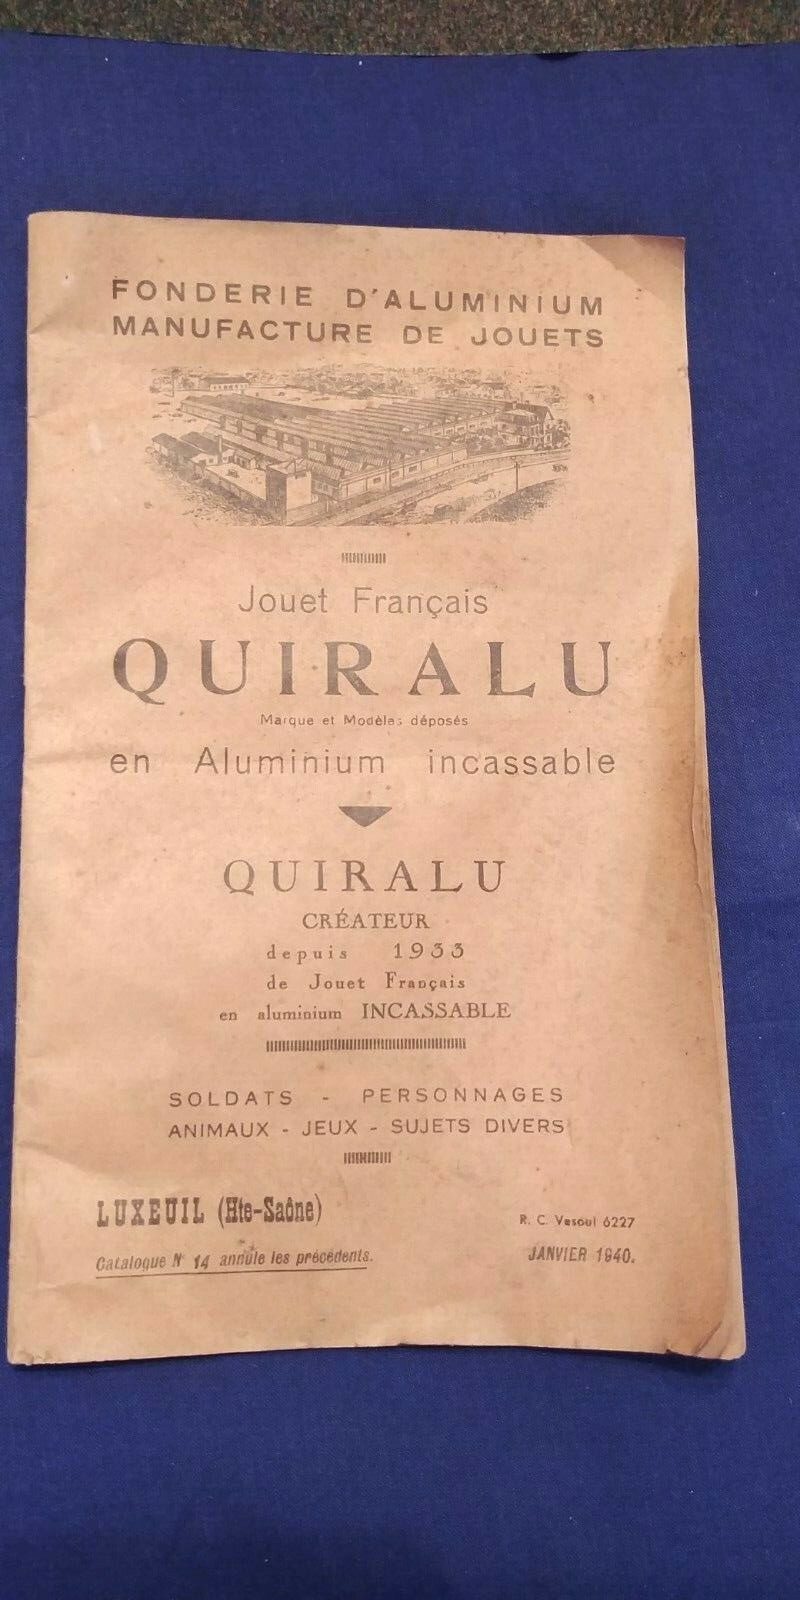 FONDERIE D'ALUMINIUM
MANUFACTURE DE JOUETS
Jouet Français
QUIRALU
Marque et Modèles déposés
en Aluminium incassable
QUIRALU
CRÉATEUR
depuis 1933
de Jouet Français
en aluminium INCASSABLE
SOLDATS - PERSONNAGES
ANIMAUX - JEUX - SUJETS DIVERS
LUXEUIL (Hte-Saône)
R. C. Vesoul 6227
Catalogue N° 14 annule les précédents.
JANVIER 1940.